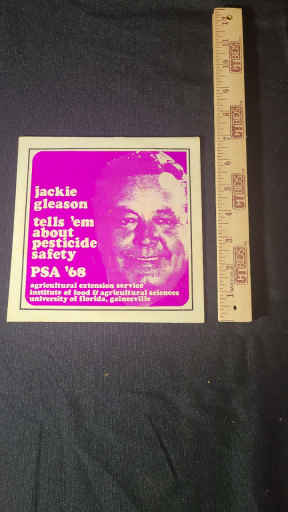 jackie
gleason
tells 'em
about
pesticide
safety
PSA '68
agricultural extension service
institute of food & agricultural sciences
university of florida, gainesville